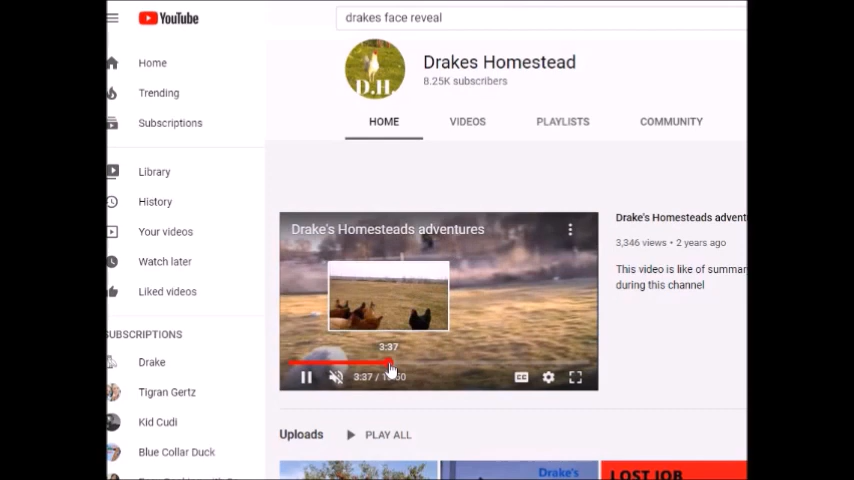 YouTube
drakes face reveal
Home
Trending
Subscriptions
Library
History
Your videos
Watch later
Liked videos
SUBSCRIPTIONS
Drake
Tigran Gertz
Kid Cudi
Blue Collar Duck
D.H.
Drakes Homestead
8.25K subscribers
HOME VIDEOS PLAYLISTS COMMUNITY
Drake's Homesteads adventures
3:37
3:37 /
CC
Drake's Homesteads advent
3,346 views • 2 years ago
This video is like of summar
during this channel
Uploads PLAY ALL
Drake's
LOST JOB